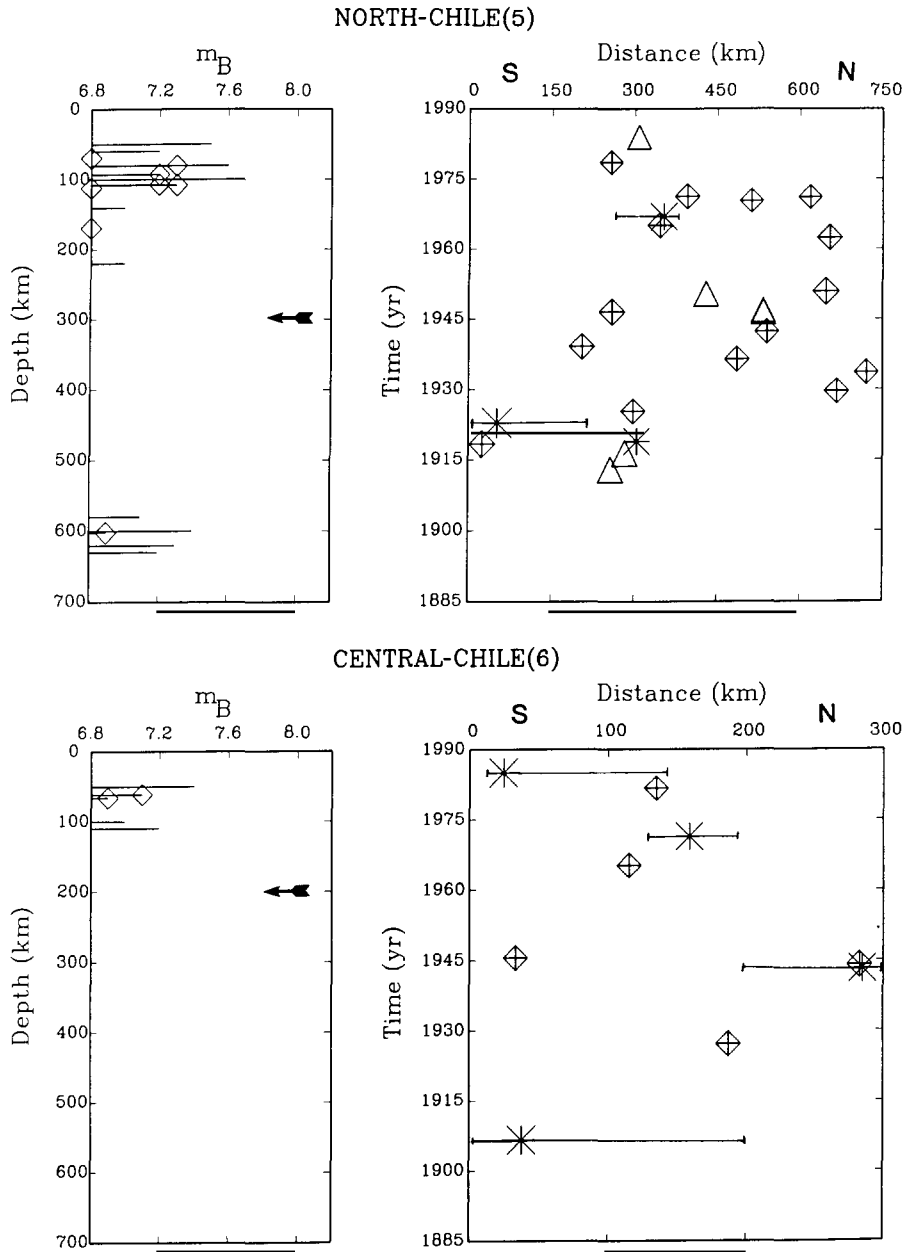 NORTH-CHILE(5)
mB
6.8 7.2 7.6 8.0
0
100
200
300
400
500
600
700
Depth (km)
Distance (km)
S N
0 150 300 450 600 750
1990
1975
1960
1945
1930
1915
1900
1885
Time (yr)
CENTRAL-CHILE(6)
mB
6.8 7.2 7.6 8.0
0
100
200
300
400
500
600
700
Depth (km)
Distance (km)
0 100 200 300
S N
1990
1975
1960
1945
1930
1915
1900
1885
Time (yr)